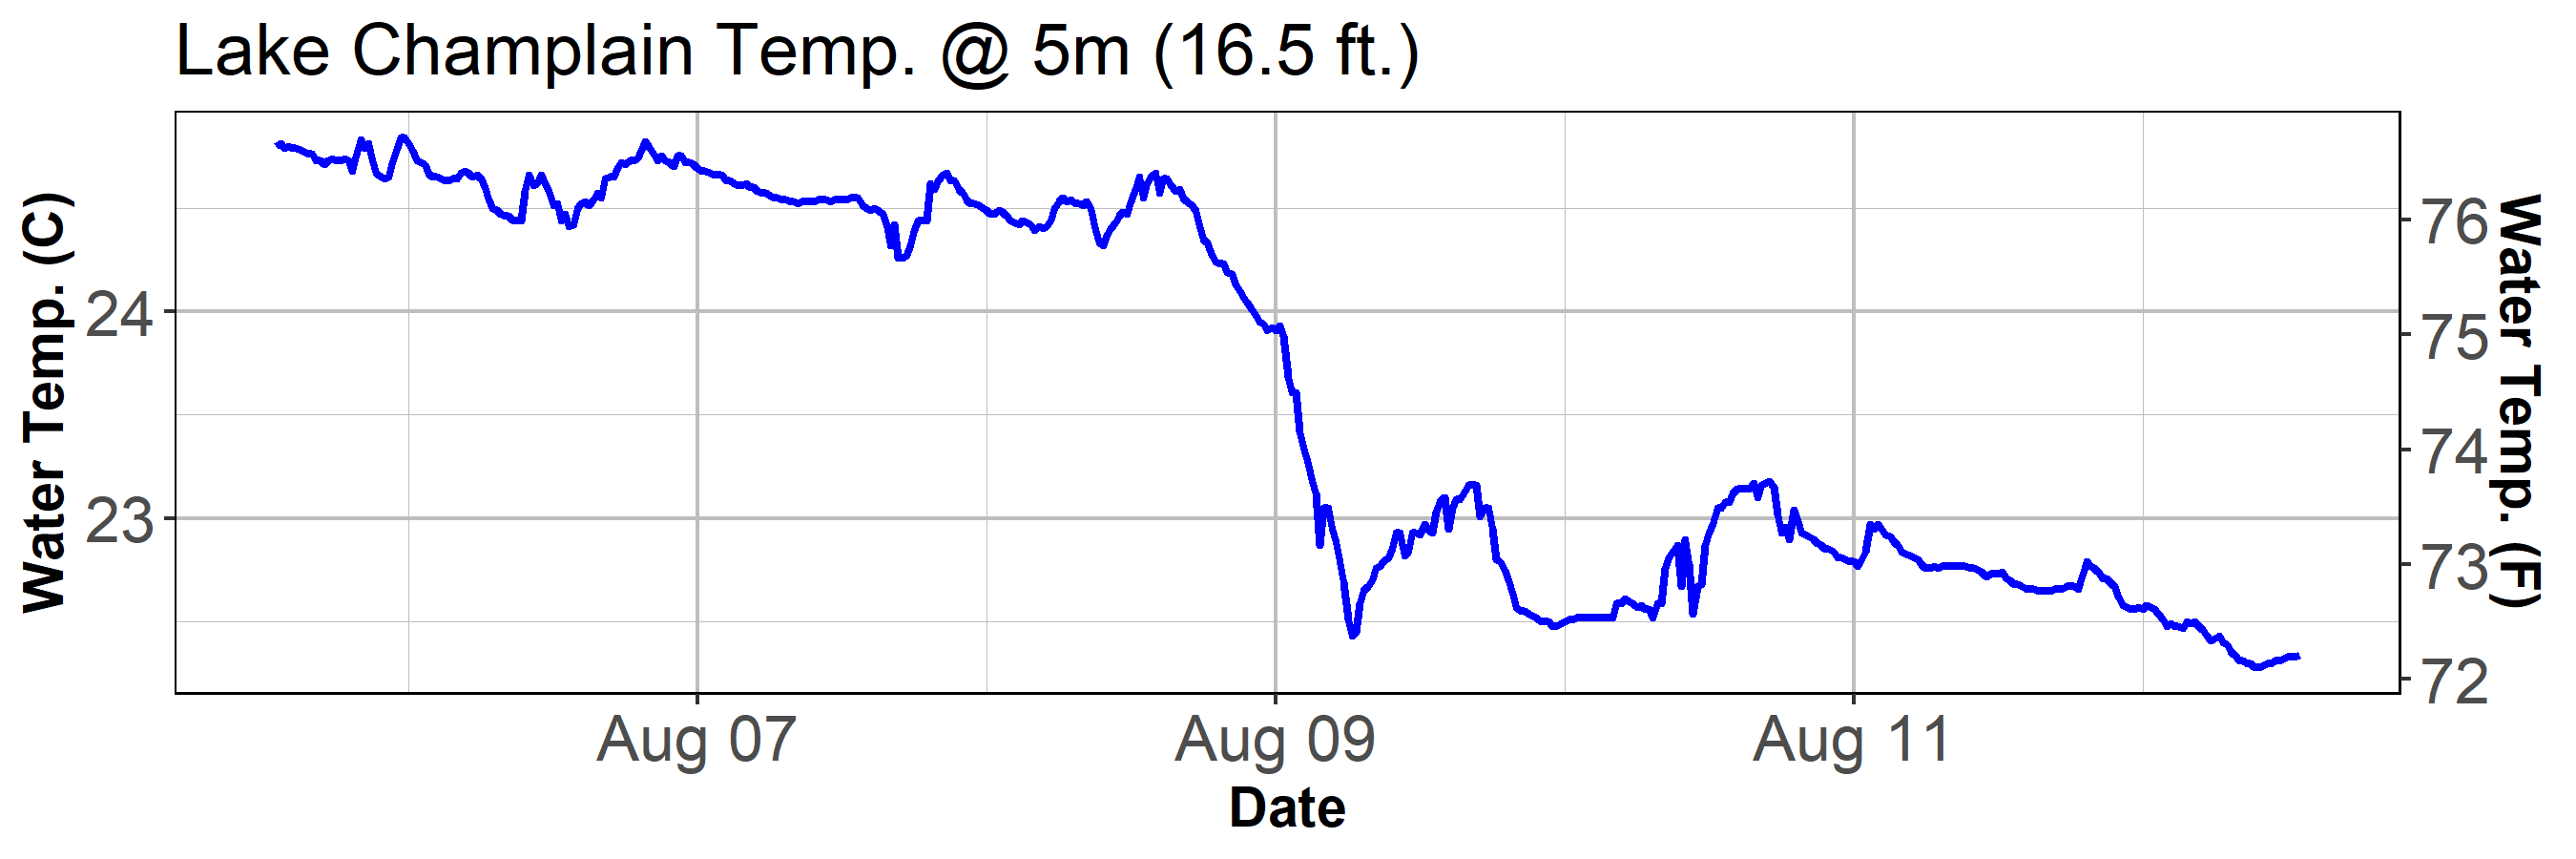 Lake Champlain Temp. @ 5m (16.5 ft.)
Water Temp. (C)
24
23
76
75
74
73
72
Water Temp. (F)
Aug 07
Aug 09
Aug 11
Date